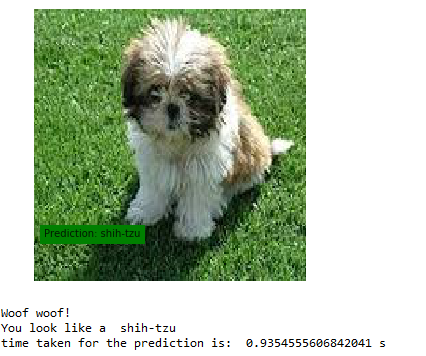 Prediction: shih-tzu
Woof woof!
You look like a  shih-tzu
time taken for the prediction is:  0.9354555606842041 s